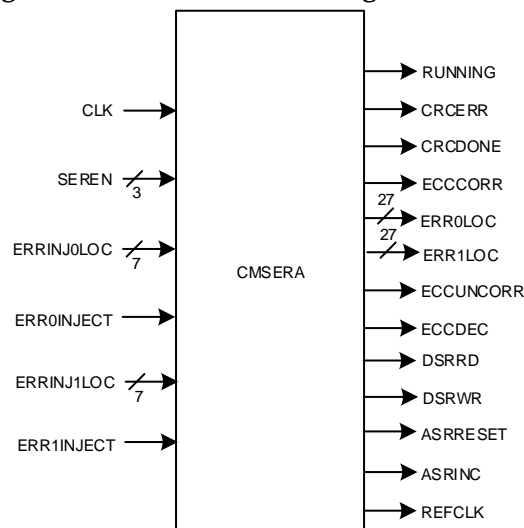 CLK
SEREN
3
ERRINJ0LOC
7
ERR0INJECT
ERRINJ1LOC
7
ERR1INJECT
CMSERA
RUNNING
CRCERR
CRCDONE
ECCCORR
27
ERR0LOC
27
ERR1LOC
ECCUNCORR
ECCDEC
DSRRD
DSRWR
ASRRESET
ASRINC
REFCLK